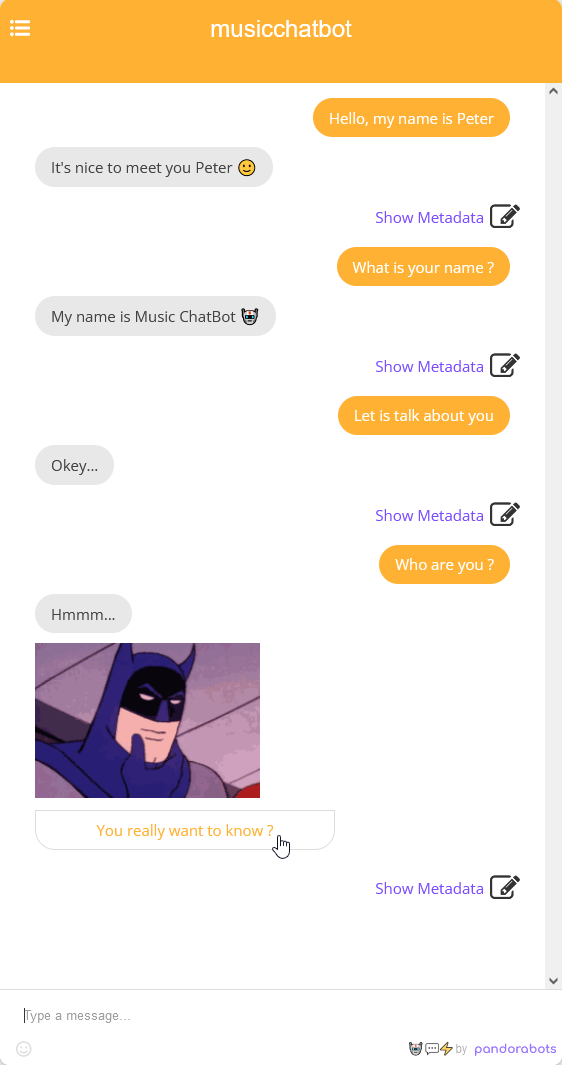 musicchatbot
Hello, my name is Peter
It's nice to meet you Peter 🙂
Show Metadata
What is your name ?
My name is Music ChatBot 🤖
Show Metadata
Let is talk about you
Okey...
Show Metadata
Who are you ?
Hmmm...
You really want to know ?
Show Metadata
Type a message...
by pandorabots